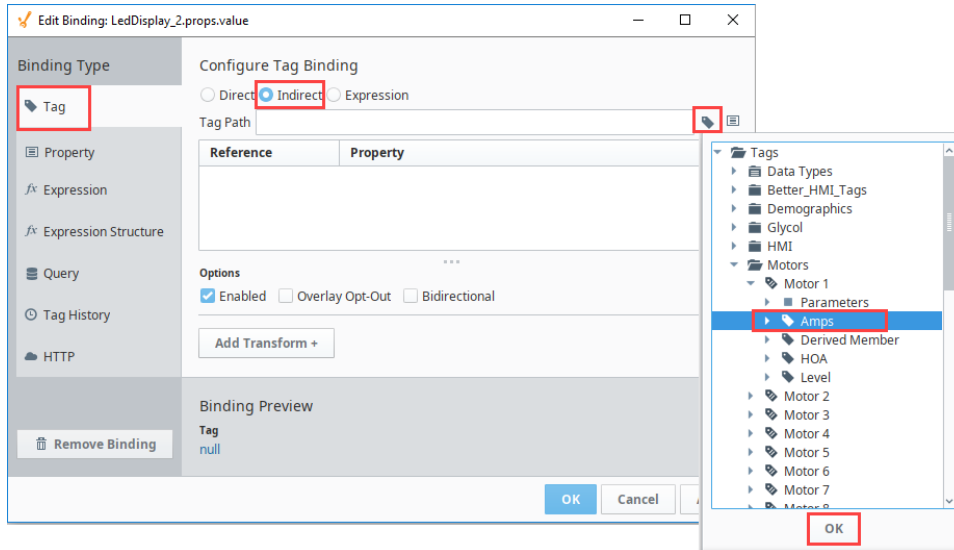 Edit Binding: LedDisplay_2.props.value
Binding Type
Tag
Property
fx Expression
fx Expression Structure
Query
Tag History
HTTP
Remove Binding
Configure Tag Binding
Direct Indirect Expression
Tag Path
Reference Property
Options
Enabled Overlay Opt-Out Bidirectional
Add Transform +
Binding Preview
Tag
null
OK Cancel
Tags
Data Types
Better_HMI_Tags
Demographics
Glycol
HMI
Motors
Motor 1
Parameters
Amps
Derived Member
HOA
Level
Motor 2
Motor 3
Motor 4
Motor 5
Motor 6
Motor 7
OK